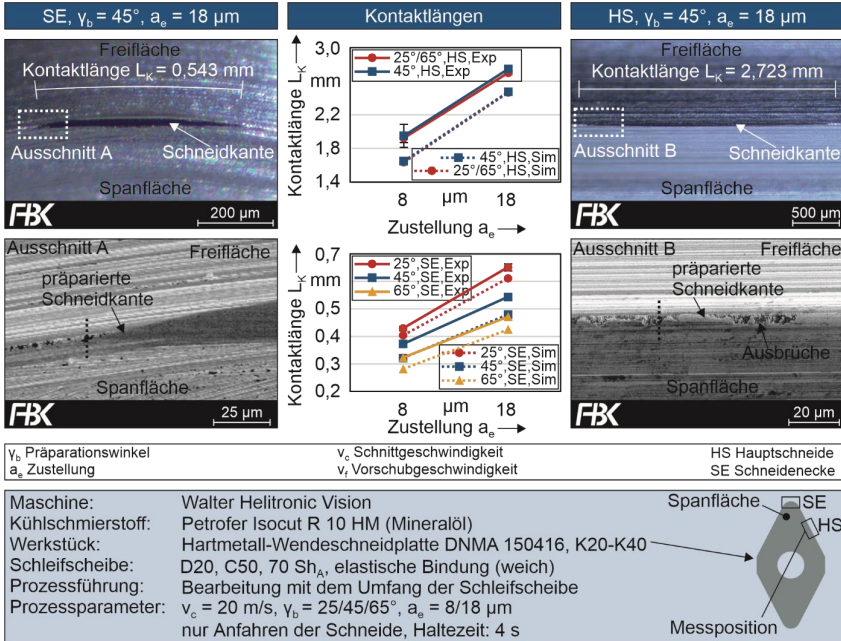 SE, γb = 45°, ae = 18 µm
Freifläche
Kontaktlänge LK = 0,543 mm
Ausschnitt A
Schneidkante
Spanfläche
FBK
200 µm
Kontaktlängen
Kontaktlänge LK
3,0
mm
2,2
1,8
1,4
25°/65°,HS,Exp
45°,HS,Exp
45°,HS,Sim
25°/65°,HS,Sim
8 µm 18
Zustellung ae
HS, γb = 45°, ae = 18 µm
Freifläche
Kontaktlänge LK = 2,723 mm
Ausschnitt B
Schneidkante
Spanfläche
FBK
500 µm
Ausschnitt A
Freifläche
präparierte
Schneidkante
Spanfläche
FBK
25 µm
Kontaktlänge LK
0,7
mm
0,5
0,4
0,3
0,2
25°,SE,Exp
45°,SE,Exp
65°,SE,Exp
25°,SE,Sim
45°,SE,Sim
65°,SE,Sim
8 µm 18
Zustellung ae
Ausschnitt B
Freifläche
präparierte
Schneidkante
Ausbrüche
Spanfläche
FBK
20 µm
γb Präparationswinkel
ae Zustellung
vc Schnittgeschwindigkeit
vf Vorschubgeschwindigkeit
HS Hauptschneide
SE Schneidenecke
Maschine: Walter Helitronic Vision
Kühlschmierstoff: Petrofer Isocut R 10 HM (Mineralöl)
Werkstück: Hartmetall-Wendeschneidplatte DNMA 150416, K20-K40
Schleifscheibe: D20, C50, 70 ShA, elastische Bindung (weich)
Prozessführung: Bearbeitung mit dem Umfang der Schleifscheibe
Prozessparameter: vc = 20 m/s, γb = 25/45/65°, ae = 8/18 µm
nur Anfahren der Schneide, Haltezeit: 4 s
Spanfläche
SE
HS
Messposition